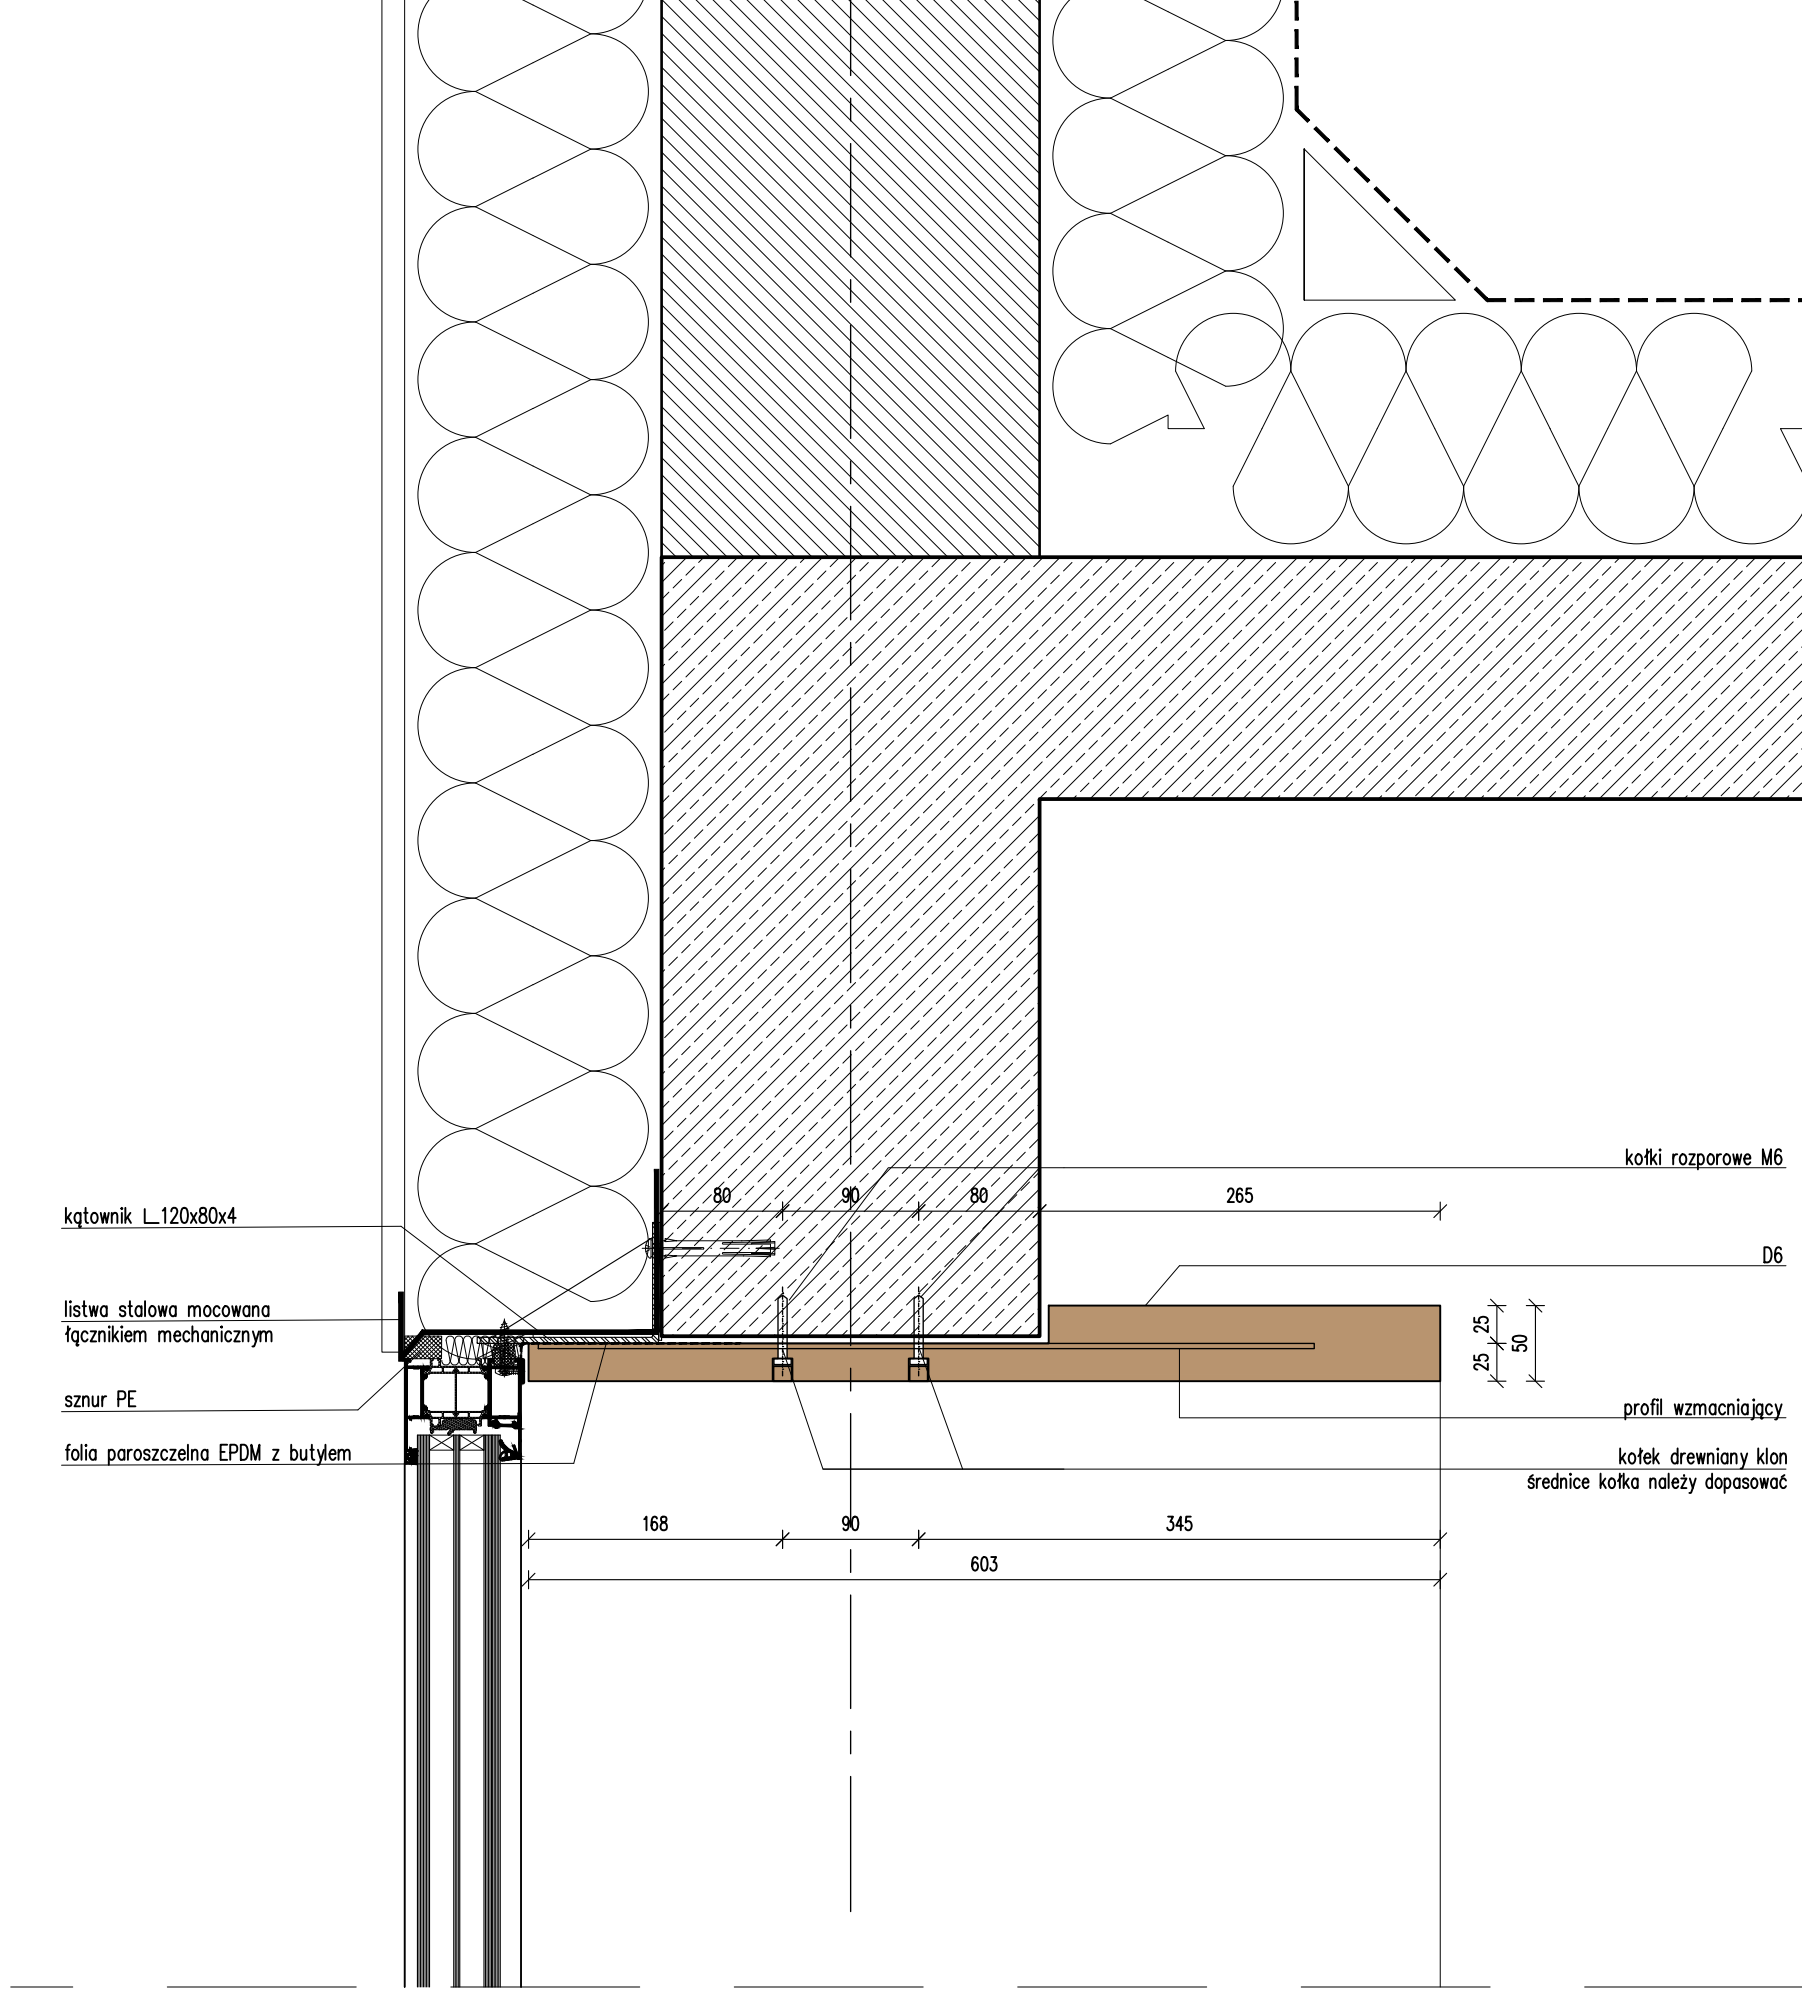 kołki rozporowe M6
80
90
80
265
kątownik L 120x80x4
D6
listwa stalowa mocowana
łącznikiem mechanicznym
25
50
25
sznur PE
profil wzmacniający
folia paroszczelna EPDM z butylem
kołek drewniany klon
średnice kołka należy dopasować
168
90
345
603